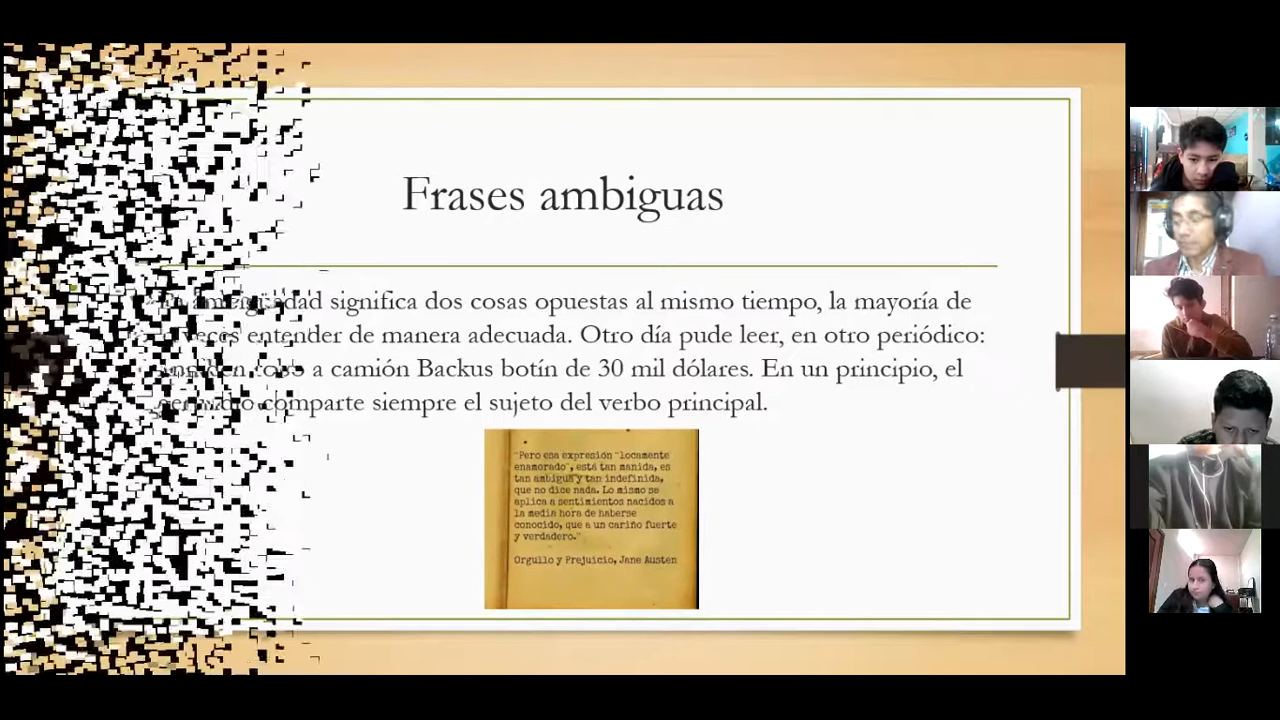 Frases ambiguas
significa dos cosas opuestas al mismo tiempo, la mayoría de
veces entender de manera adecuada. Otro día pude leer, en otro periódico:
a camión Backus botín de 30 mil dólares. En un principio, el
comparte siempre el sujeto del verbo principal.
"Pero esa expresión "locamente
enamorado", está tan manida, es
tan ambigua y tan indefinida,
que no dice nada. Lo mismo se
aplica a sentimientos nacidos a
la media hora de haberse
conocido, que a un cariño fuerte
y verdadero."
Orgullo y Prejuicio, Jane Austen